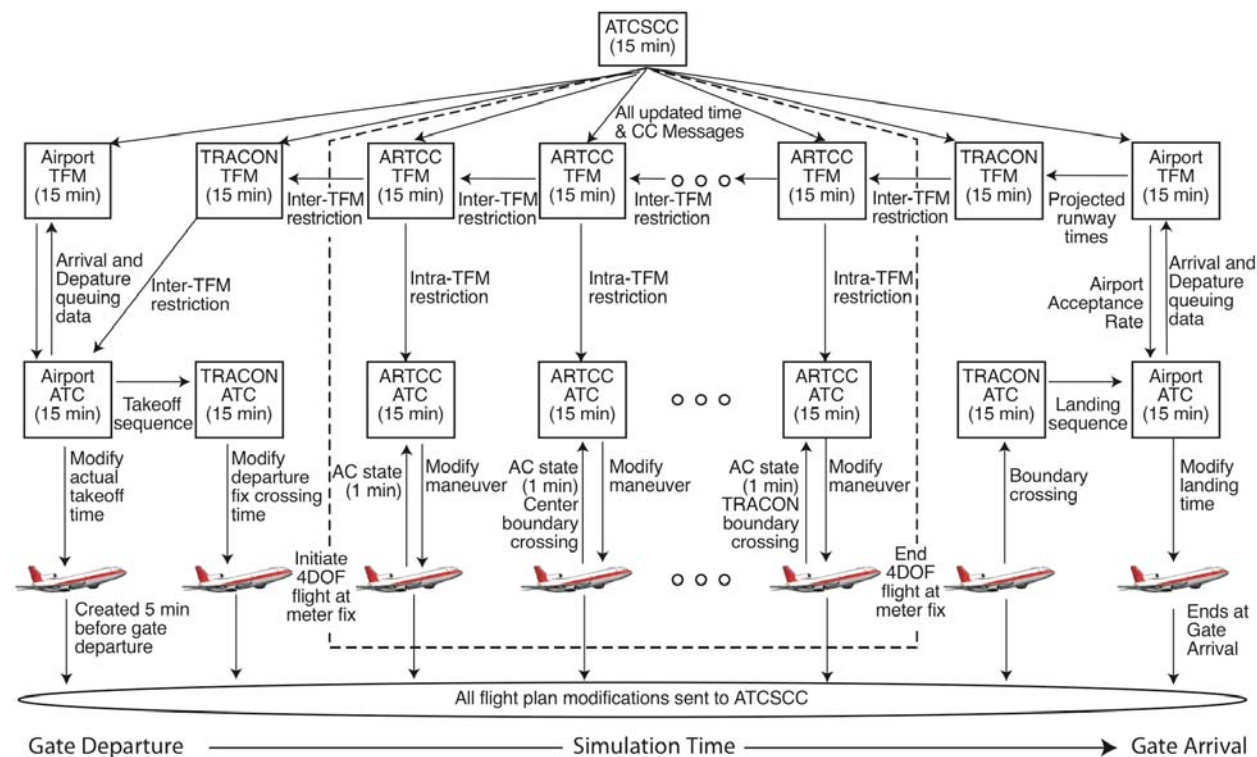 ATCSCC
(15 min)
All updated time
& CC Messages
Airport
TFM
(15 min)
TRACON
TFM
(15 min)
ARTCC
TFM
(15 min)
ARTCC
TFM
(15 min)
ARTCC
TFM
(15 min)
TRACON
TFM
(15 min)
Airport
TFM
(15 min)
Inter-TFM
restriction
Inter-TFM
restriction
Inter-TFM
restriction
Inter-TFM
restriction
Projected
runway
times
Arrival and
Depature
queuing
data
Inter-TFM
restriction
Intra-TFM
restriction
Intra-TFM
restriction
Intra-TFM
restriction
Airport
Acceptance
Rate
Arrival and
Depature
queuing
data
Airport
ATC
(15 min)
Takeoff
sequence
TRACON
ATC
(15 min)
ARTCC
ATC
(15 min)
ARTCC
ATC
(15 min)
ARTCC
ATC
(15 min)
TRACON
ATC
(15 min)
Landing
sequence
Airport
ATC
(15 min)
Modify
actual
takeoff
time
Modify
departure
fix crossing
time
AC state
(1 min)
Modify
maneuver
AC state
(1 min)
Center
boundary
crossing
Modify
maneuver
AC state
(1 min)
TRACON
boundary
crossing
Modify
maneuver
Boundary
crossing
Modify
landing
time
Initiate
4DOF
flight at
meter fix
End
4DOF
flight at
meter fix
Created 5 min
before gate
departure
Ends at
Gate
Arrival
All flight plan modifications sent to ATCSCC
Gate Departure
Simulation Time
Gate Arrival